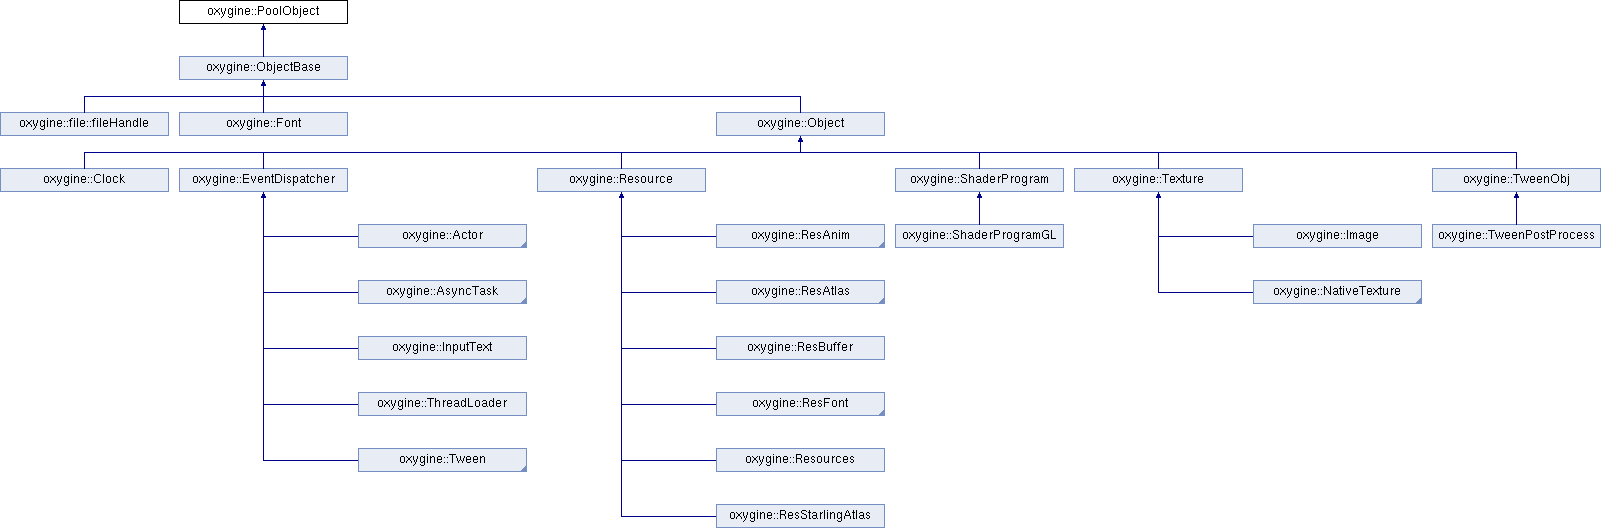 oxygine::PoolObject
oxygine::ObjectBase
oxygine::file::fileHandle
oxygine::Font
oxygine::Object
oxygine::Clock
oxygine::EventDispatcher
oxygine::Resource
oxygine::ShaderProgram
oxygine::Texture
oxygine::TweenObj
oxygine::Actor
oxygine::ResAnim
oxygine::ShaderProgramGL
oxygine::Image
oxygine::TweenPostProcess
oxygine::AsyncTask
oxygine::ResAtlas
oxygine::NativeTexture
oxygine::InputText
oxygine::ResBuffer
oxygine::ThreadLoader
oxygine::ResFont
oxygine::Tween
oxygine::Resources
oxygine::ResStarlingAtlas